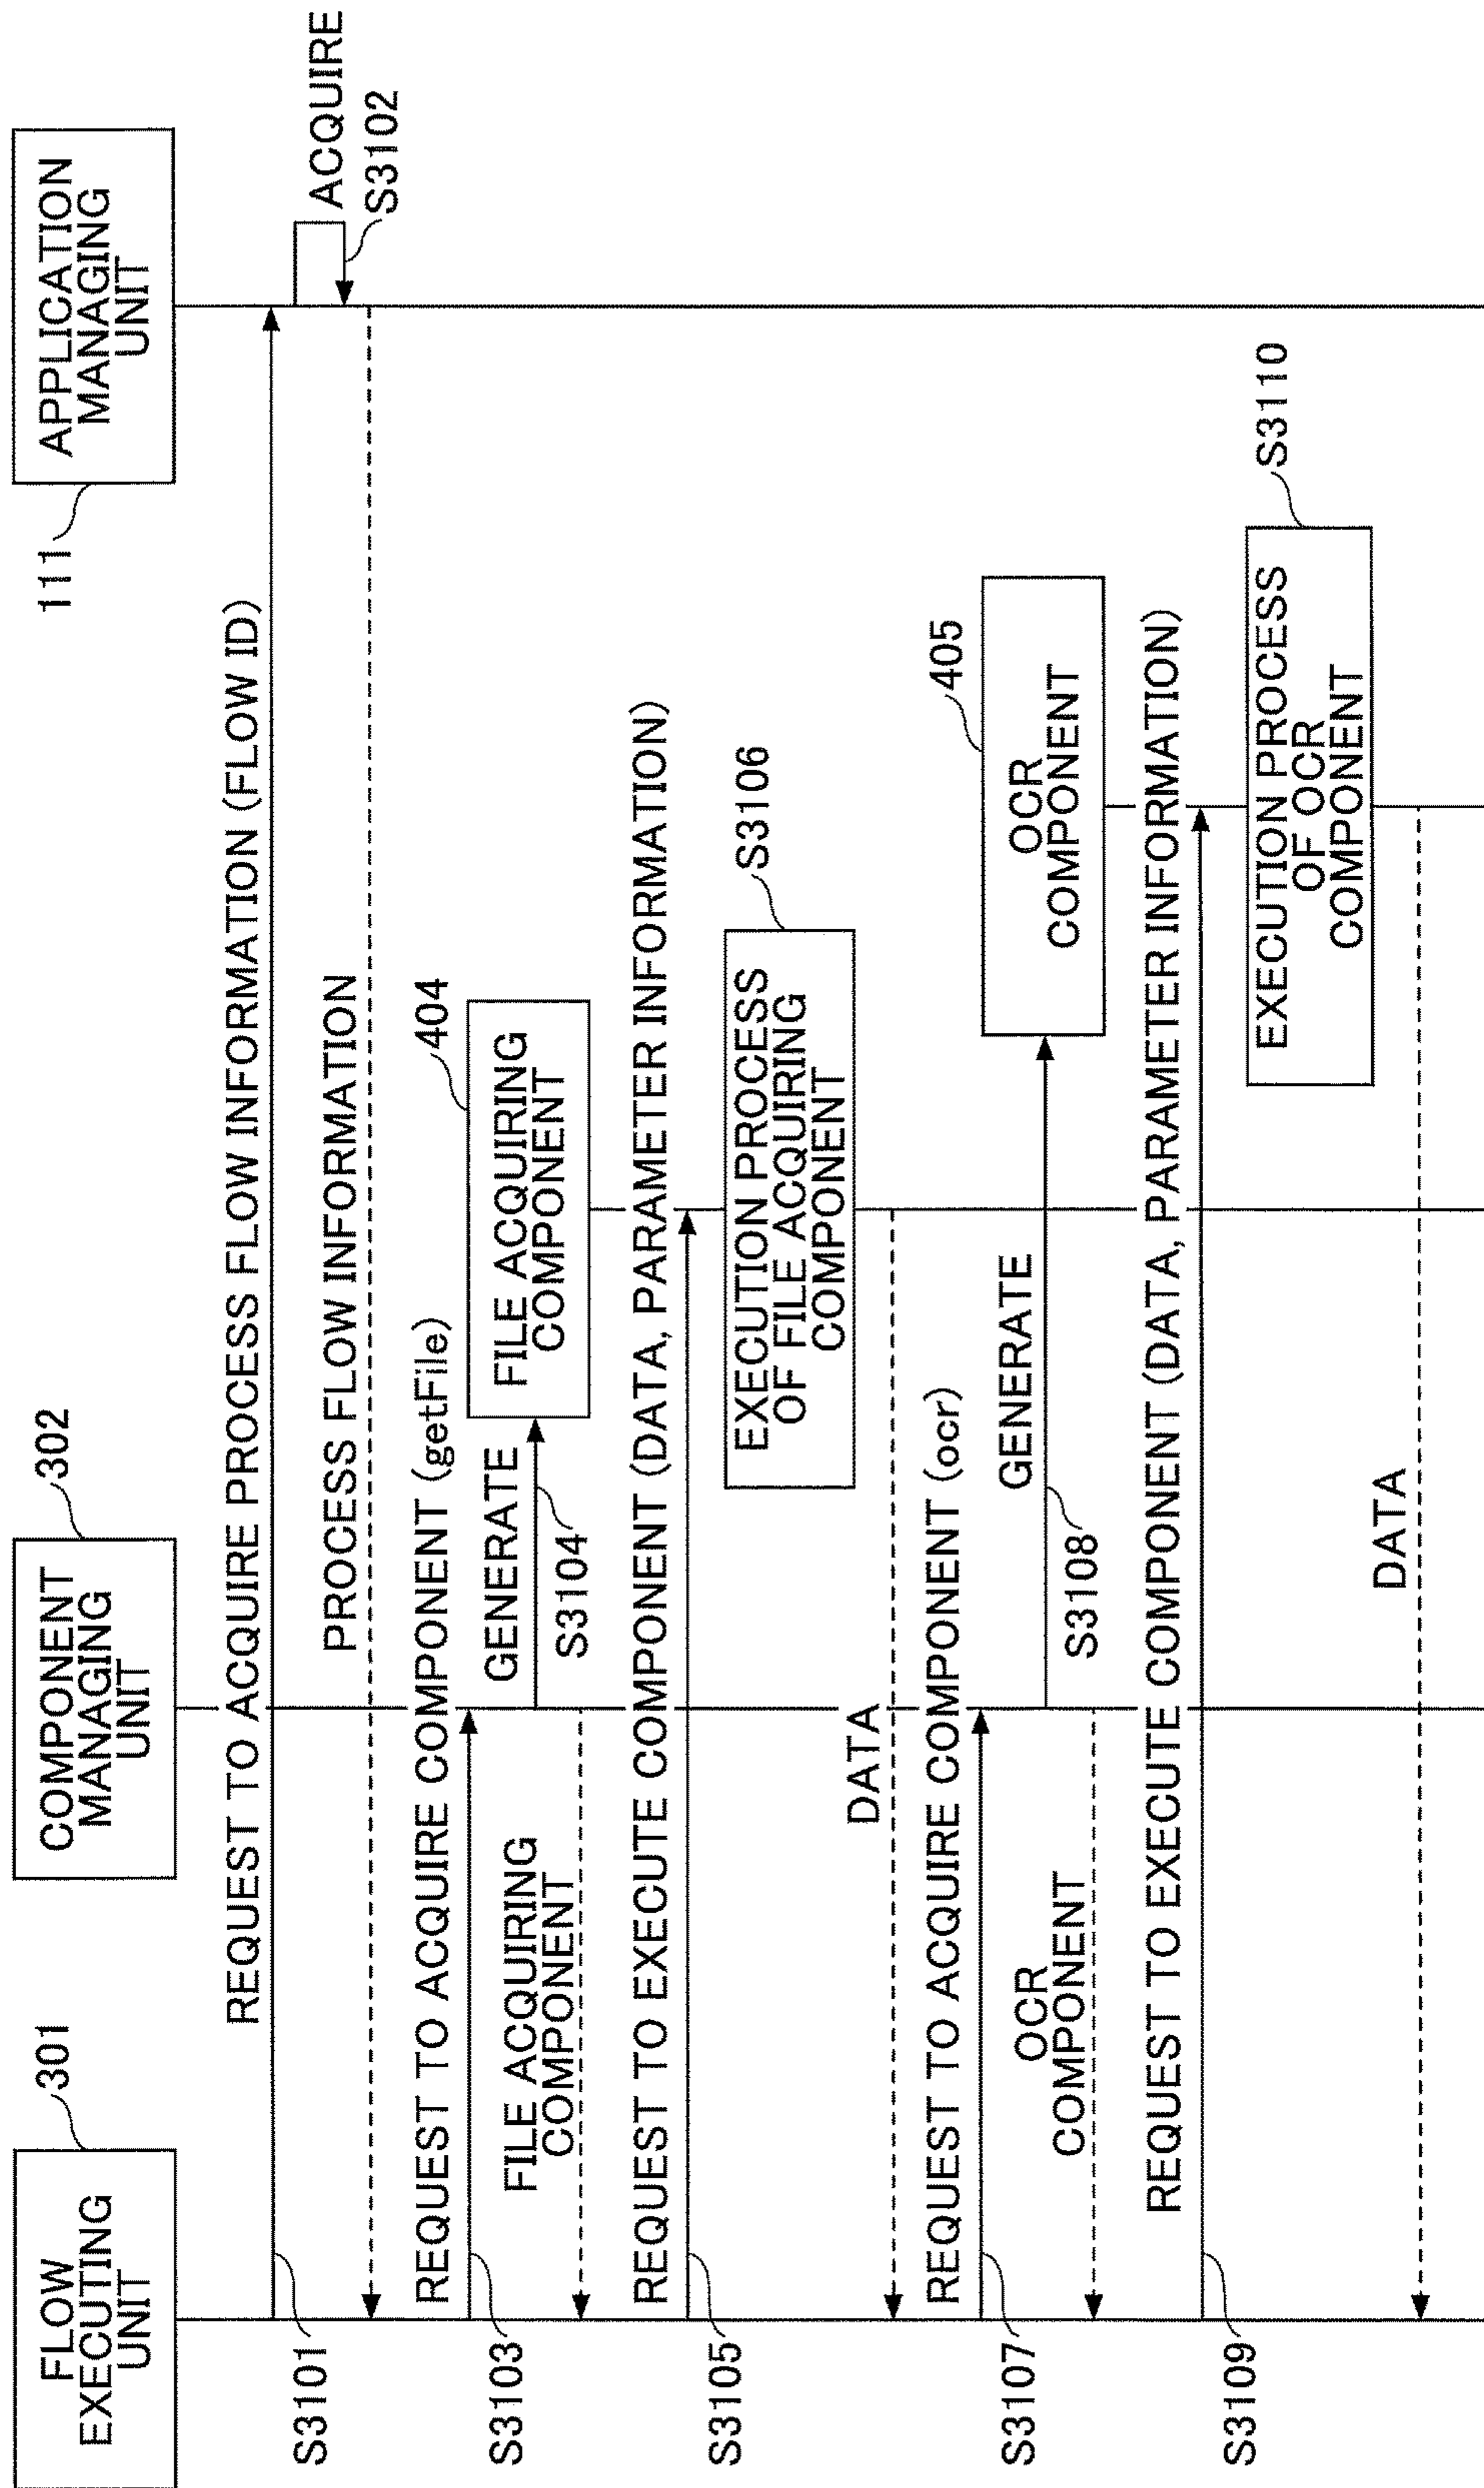 FLOW
EXECUTING
UNIT
301
COMPONENT
MANAGING
UNIT
302
APPLICATION
MANAGING
UNIT
111
REQUEST TO ACQUIRE PROCESS FLOW INFORMATION (FLOW ID)
S3101
ACQUIRE
S3102
PROCESS FLOW INFORMATION
REQUEST TO ACQUIRE COMPONENT (getFile)
S3103
GENERATE
S3104
FILE ACQUIRING
COMPONENT
404
FILE ACQUIRING
COMPONENT
REQUEST TO EXECUTE COMPONENT (DATA, PARAMETER INFORMATION)
S3105
EXECUTION PROCESS
OF FILE ACQUIRING
COMPONENT
S3106
DATA
REQUEST TO ACQUIRE COMPONENT (ocr)
S3107
GENERATE
S3108
OCR
COMPONENT
405
OCR
COMPONENT
REQUEST TO EXECUTE COMPONENT (DATA, PARAMETER INFORMATION)
S3109
EXECUTION PROCESS
OF OCR
COMPONENT
S3110
DATA